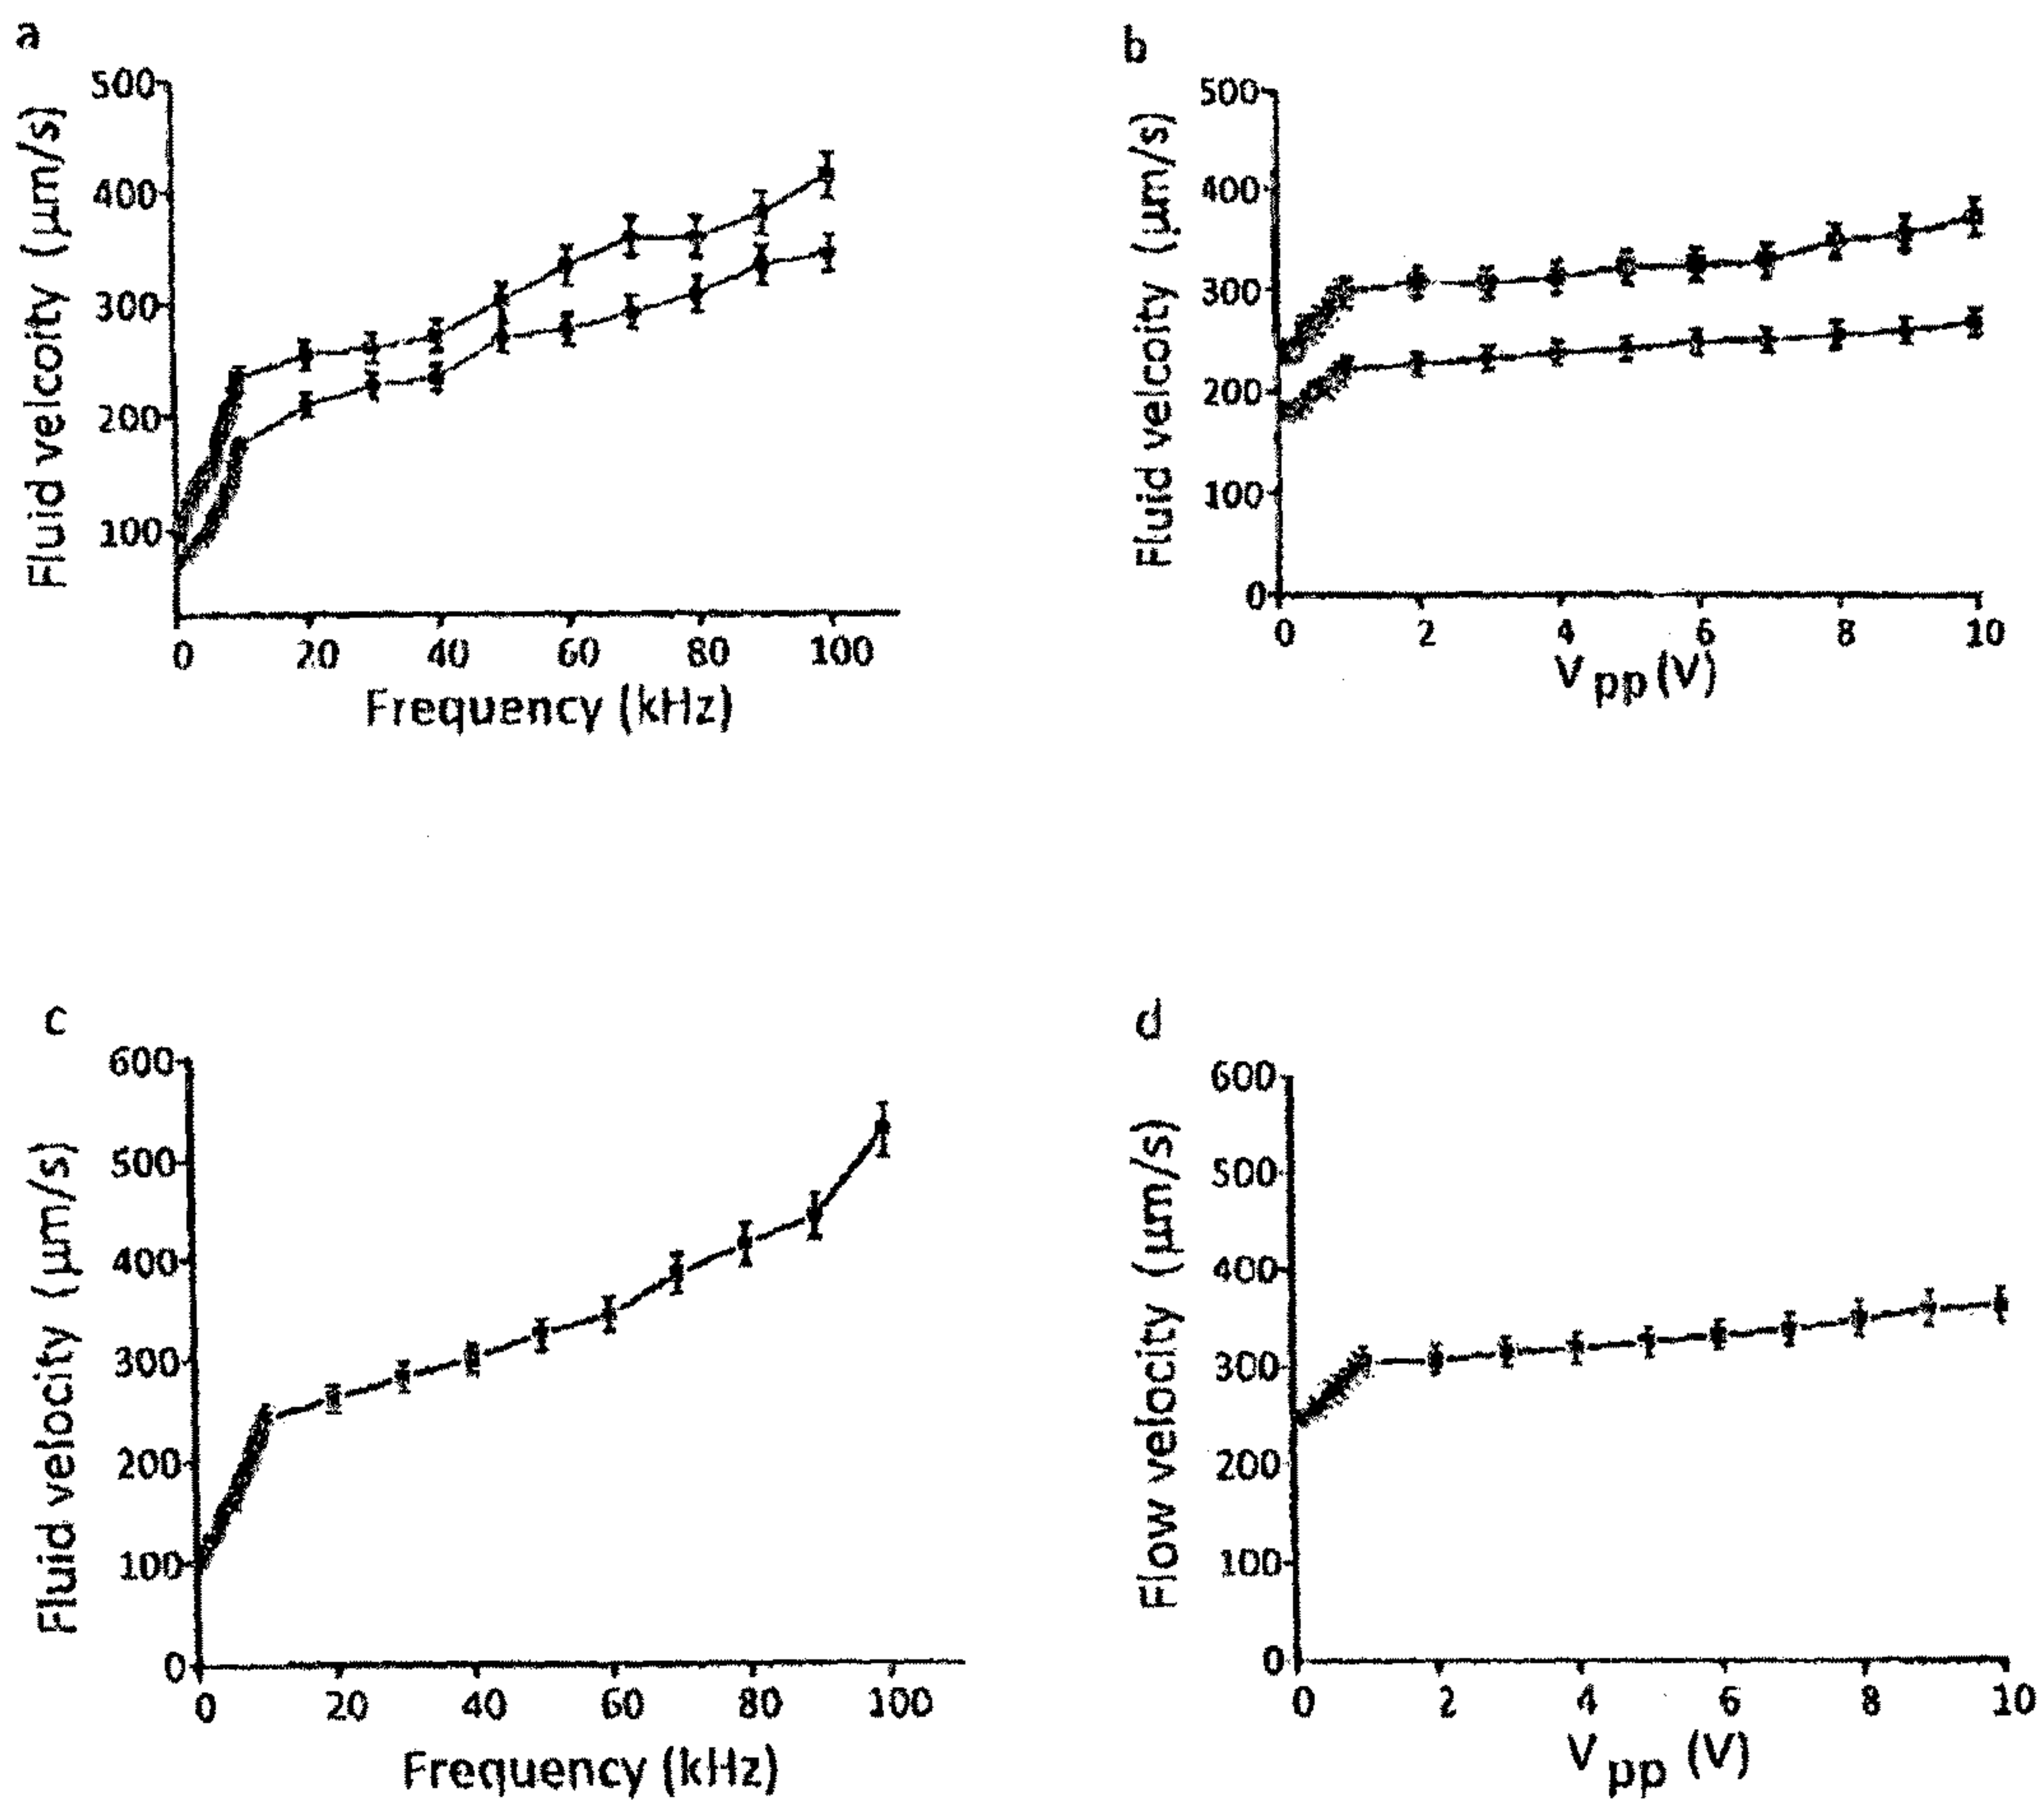 a
500
400
300
200
100
Fluid velcoity (µm/s)
0 20 40 60 80 100
Frequency (kHz)
b
500
400
300
200
100
0
Fluid velcoity (µm/s)
0 2 4 6 8 10
V pp (V)
c
600
500
400
300
200
100
0
Fluid velocity (µm/s)
0 20 40 60 80 100
Frequency (kHz)
d
600
500
400
300
200
100
0
Flow velocity (µm/s)
0 2 4 6 8 10
V pp (V)